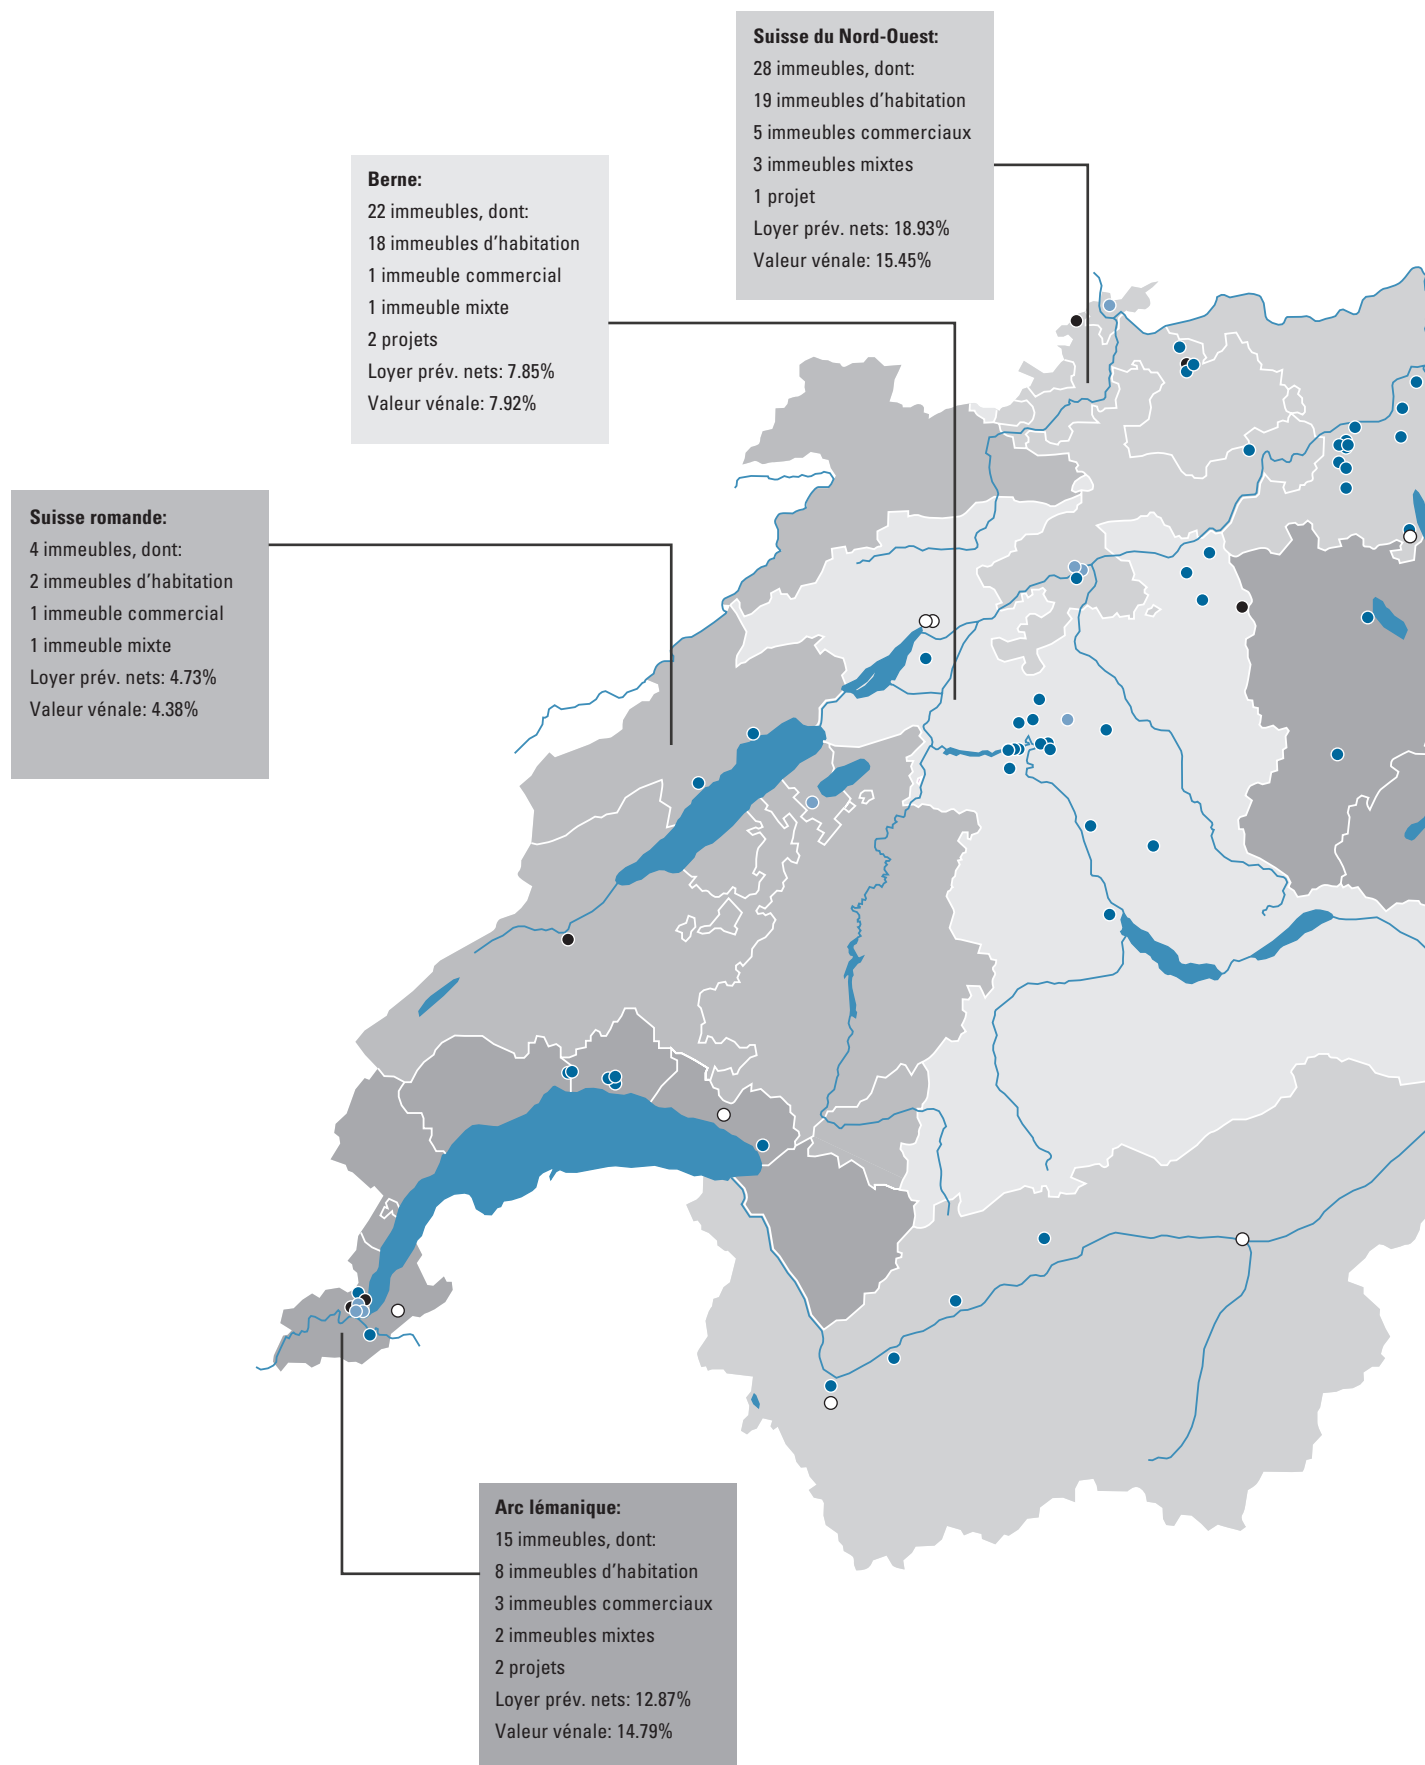 Suisse du Nord-Ouest:
28 immeubles, dont:
19 immeubles d’habitation
5 immeubles commerciaux
3 immeubles mixtes
1 projet
Loyer prév. nets: 18.93%
Valeur vénale: 15.45%
Berne:
22 immeubles, dont:
18 immeubles d’habitation
1 immeuble commercial
1 immeuble mixte
2 projets
Loyer prév. nets: 7.85%
Valeur vénale: 7.92%
Suisse romande:
4 immeubles, dont:
2 immeubles d’habitation
1 immeuble commercial
1 immeuble mixte
Loyer prév. nets: 4.73%
Valeur vénale: 4.38%
Arc lémanique:
15 immeubles, dont:
8 immeubles d’habitation
3 immeubles commerciaux
2 immeubles mixtes
2 projets
Loyer prév. nets: 12.87%
Valeur vénale: 14.79%